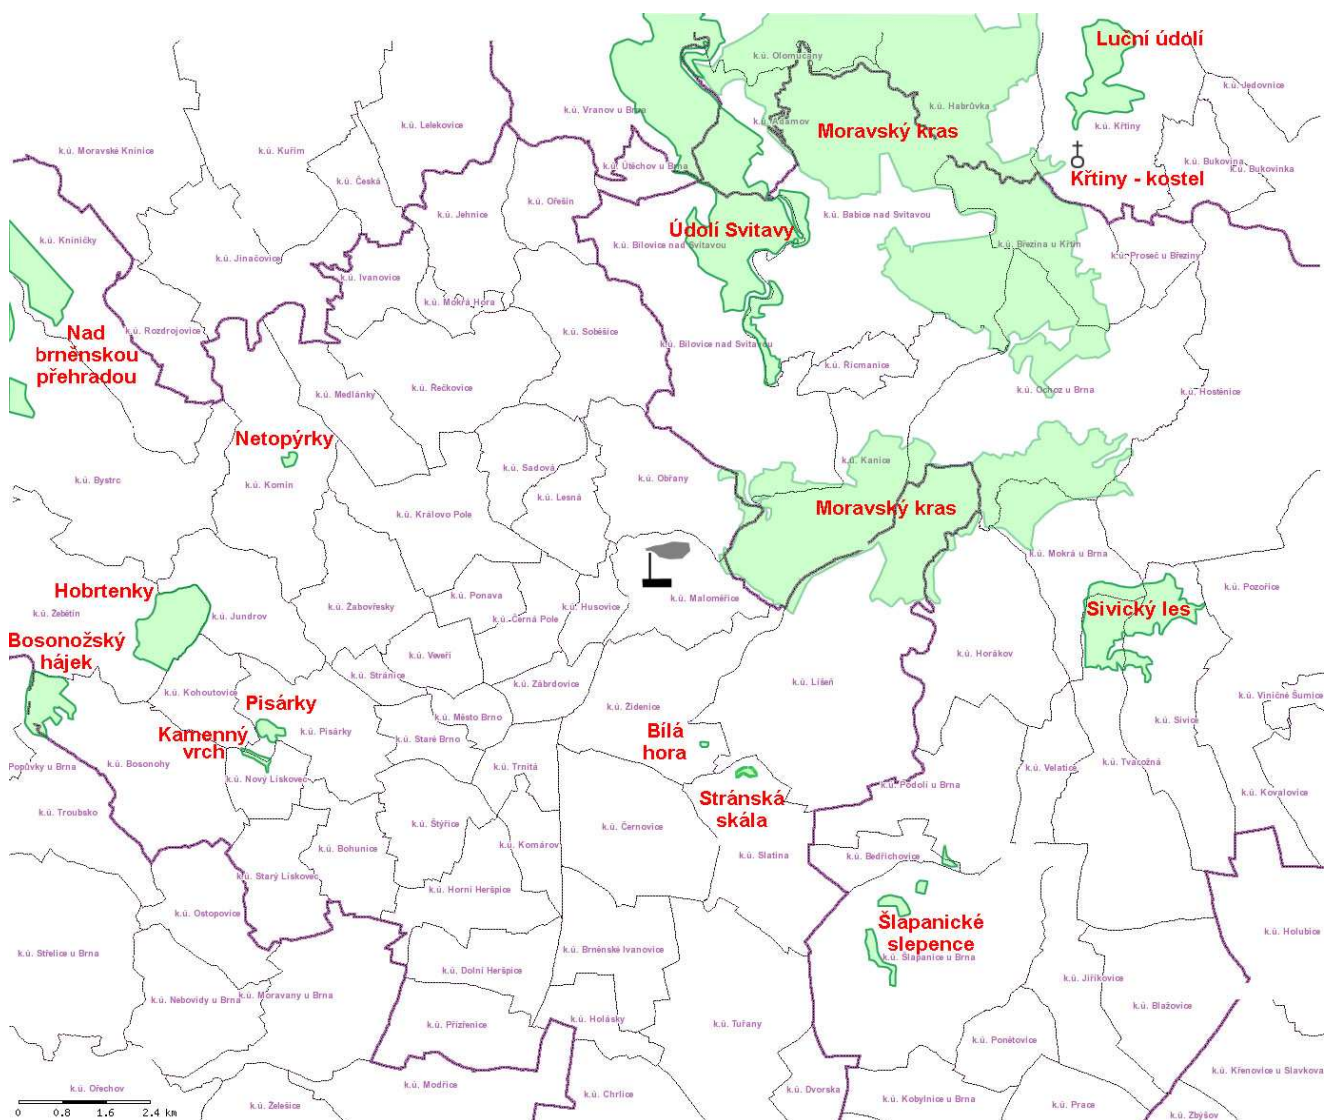 Luční údolí
k.ú. Olomučany
k.ú. Jedovnice
k.ú. Habrůvka
k.ú. Vranov u Brna
k.ú. Adamov
k.ú. Lelekovice
Moravský kras
k.ú. Křtiny
k.ú. Moravské Knínice
k.ú. Kuřim
k.ú. Útěchov u Brna
k.ú. Bukovina
k.ú. Bukovinka
k.ú. Česká
Křtiny - kostel
k.ú. Ořešín
k.ú. Jehnice
k.ú. Babice nad Svitavou
Údolí Svitavy
k.ú. Kníničky
k.ú. Bílovice nad Svitavou
k.ú. Březina u Křtin
k.ú. Proseč u Březiny
k.ú. Jinačovice
k.ú. Ivanovice
k.ú. Mokrá Hora
k.ú. Rozdrojovice
k.ú. Soběšice
Nad
brněnskou
přehradou
k.ú. Bílovice nad Svitavou
k.ú. Řícmanice
k.ú. Řečkovice
k.ú. Medlánky
k.ú. Ochoz u Brna
k.ú. Hostěnice
Netopýrky
k.ú. Kanice
k.ú. Sadová
k.ú. Obřany
k.ú. Bystrc
k.ú. Komín
k.ú. Lesná
Moravský kras
k.ú. Královo Pole
k.ú. Mokrá u Brna
Hobrtenky
k.ú. Pozořice
k.ú. Ponava
k.ú. Maloměřice
k.ú. Žebětín
k.ú. Jundrov
k.ú. Žabovřesky
k.ú. Husovice
Sivický les
k.ú. Černá Pole
Bosonožský
hájek
k.ú. Veveří
k.ú. Horákov
k.ú. Stránice
k.ú. Zábrdovice
k.ú. Líšeň
k.ú. Kohoutovice
k.ú. Viničné Šumice
Pisárky
k.ú. Židenice
k.ú. Město Brno
k.ú. Sivice
Kamenný
vrch
k.ú. Pisárky
k.ú. Staré Brno
Bílá
hora
k.ú. Popůvky u Brna
k.ú. Bosonohy
k.ú. Nový Lískovec
k.ú. Trnitá
k.ú. Velatice
k.ú. Tvarožná
k.ú. Podolí u Brna
k.ú. Kovalovice
Stránská
skála
k.ú. Troubsko
k.ú. Štýřice
k.ú. Černovice
k.ú. Komárov
k.ú. Bohunice
k.ú. Slatina
k.ú. Bedřichovice
k.ú. Starý Lískovec
k.ú. Horní Heršpice
k.ú. Ostopovice
Šlapanické
slepence
k.ú. Holubice
k.ú. Střelice u Brna
k.ú. Brněnské Ivanovice
k.ú. Šlapanice u Brna
k.ú. Dolní Heršpice
k.ú. Jiříkovice
k.ú. Nebovidy u Brna
k.ú. Moravany u Brna
k.ú. Blažovice
k.ú. Holásky
k.ú. Přízřenice
k.ú. Tuřany
k.ú. Ponětovice
k.ú. Křenovice u Slavkova
k.ú. Ořechov
k.ú. Modřice
k.ú. Dvorska
k.ú. Chrlice
k.ú. Kobylnice u Brna
k.ú. Želešice
k.ú. Prace
k.ú. Zbýšov
0 0.8 1.6 2.4 km